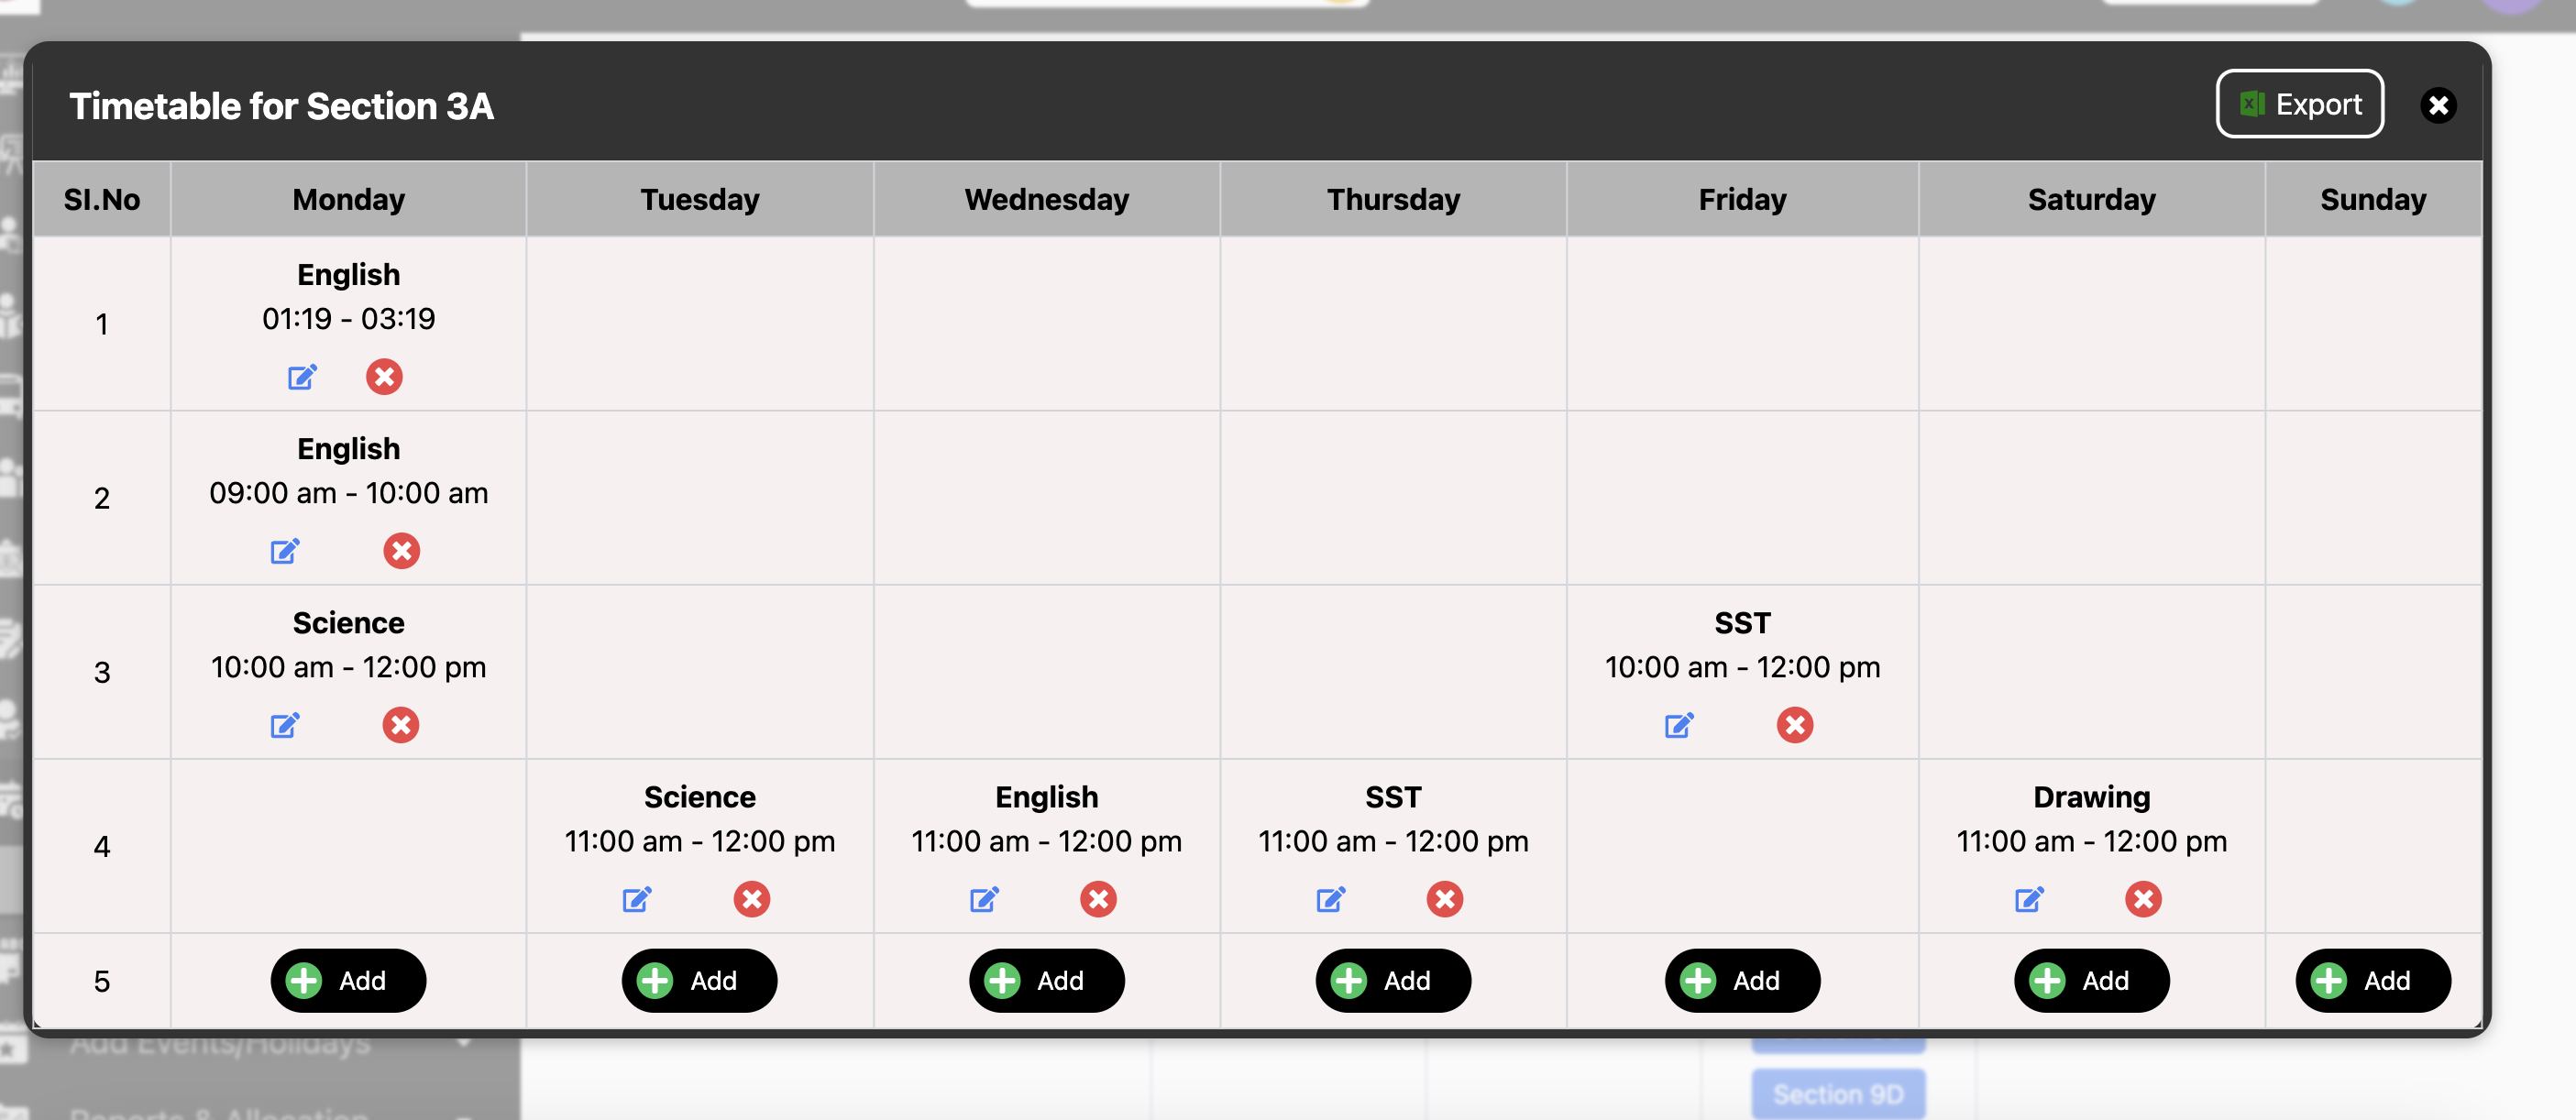 Timetable for Section 3A
Export
Sl.No Monday Tuesday Wednesday Thursday Friday Saturday Sunday
1 English
01:19 - 03:19
2 English
09:00 am - 10:00 am
3 Science SST
10:00 am - 12:00 pm 10:00 am - 12:00 pm
4 Science English SST Drawing
11:00 am - 12:00 pm 11:00 am - 12:00 pm 11:00 am - 12:00 pm 11:00 am - 12:00 pm
5 Add Add Add Add Add Add Add
Add Events/Holidays
Section 9D
Reports & Allocation